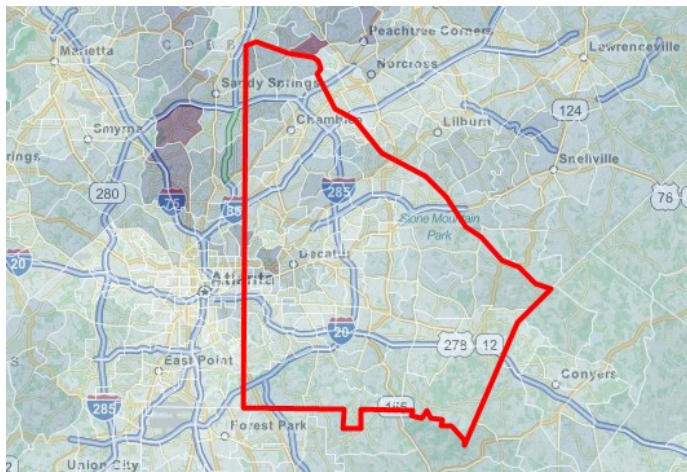 Peachtree Corners
Marietta
COBB
Lawrenceville
Norcross
Sandy Springs
124
Chamblee
Lilburn
Smyrna
Snellville
280
285
78
75
85
Stone Mountain
Park
20
Decatur
Atlanta
20
278
12
East Point
Conyers
285
155
Forest Park
Union City